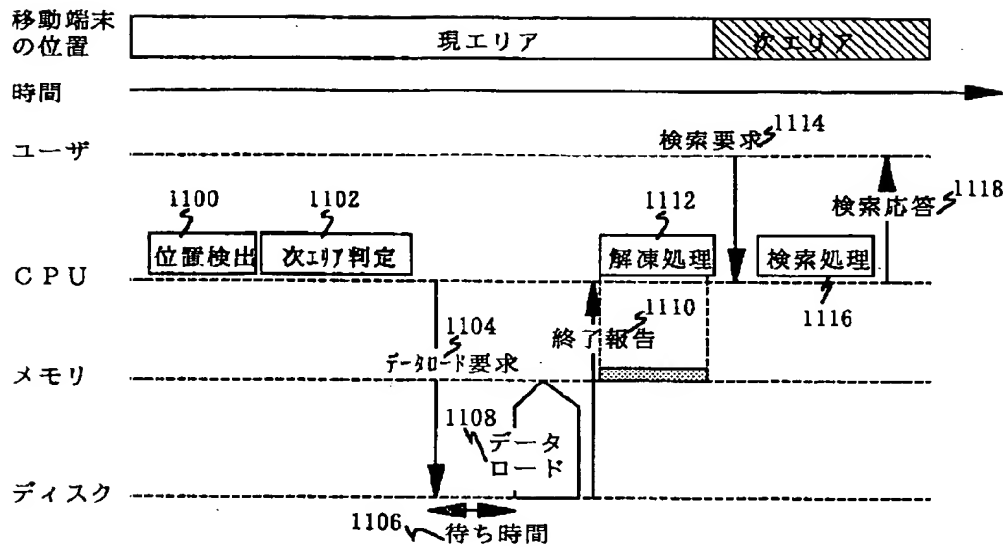 移動端末
の位置
現エリア
次エリア
時間
ユーザ
検索要求
1114
1100
1102
1112
検索応答
1118
位置検出
次エリア判定
解凍処理
検索処理
CPU
1116
1110
終了報告
1104
データロード要求
メモリ
1108
データ
ロード
ディスク
1106
待ち時間